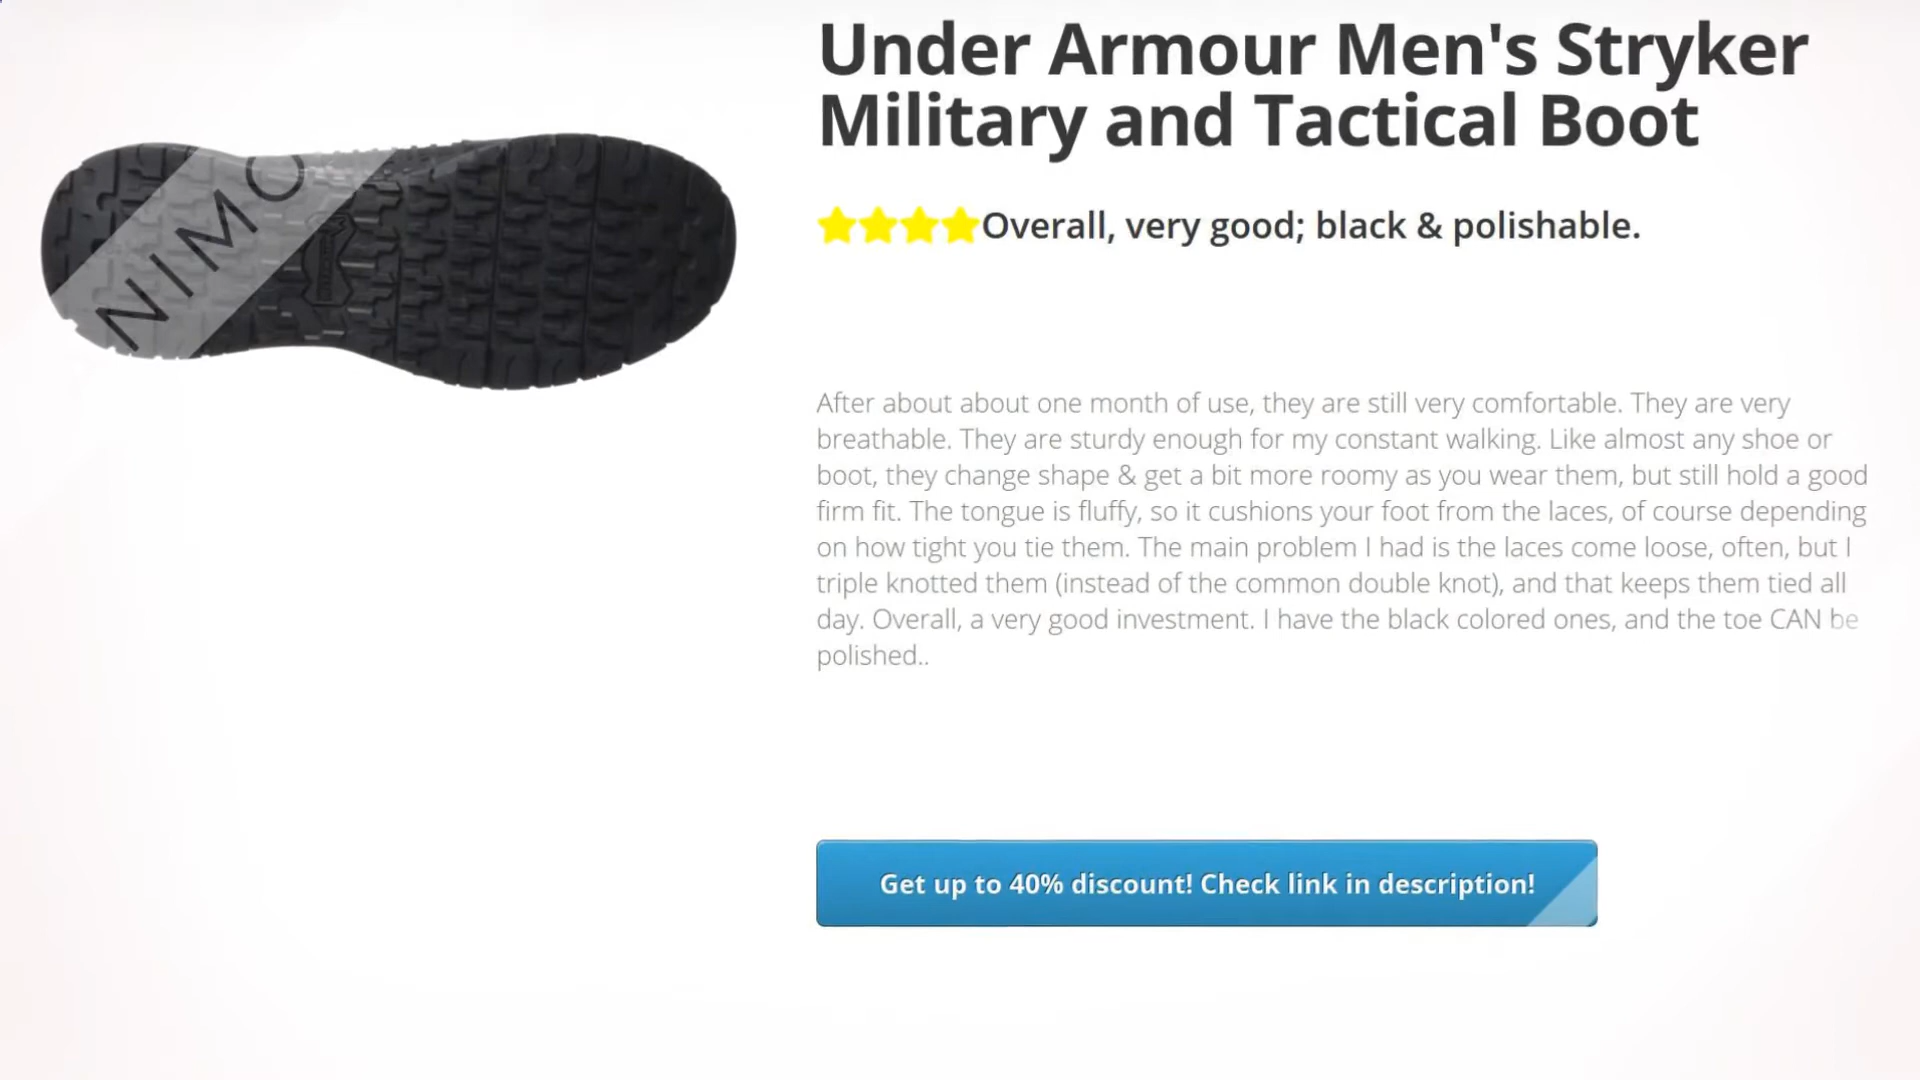 Under Armour Men's Stryker
Military and Tactical Boot
Overall, very good; black & polishable.
NIMO
After about about one month of use, they are still very comfortable. They are very
breathable. They are sturdy enough for my constant walking. Like almost any shoe or
boot, they change shape & get a bit more roomy as you wear them, but still hold a good
firm fit. The tongue is fluffy, so it cushions your foot from the laces, of course depending
on how tight you tie them. The main problem I had is the laces come loose, often, but I
triple knotted them (instead of the common double knot), and that keeps them tied all
day. Overall, a very good investment. I have the black colored ones, and the toe CAN be
polished..
Get up to 40% discount! Check link in description!